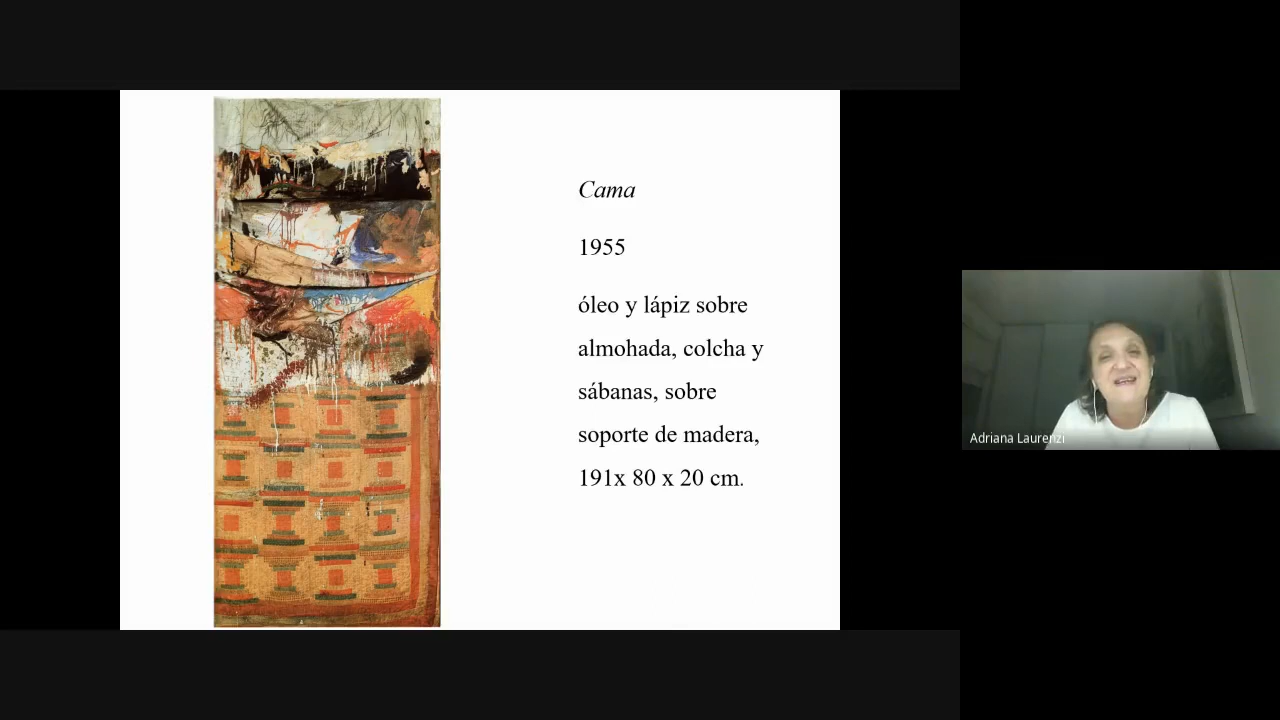 Cama
1955
óleo y lápiz sobre
almohada, colcha y
sábanas, sobre
soporte de madera,
191x 80 x 20 cm.
Adriana Laurenzi